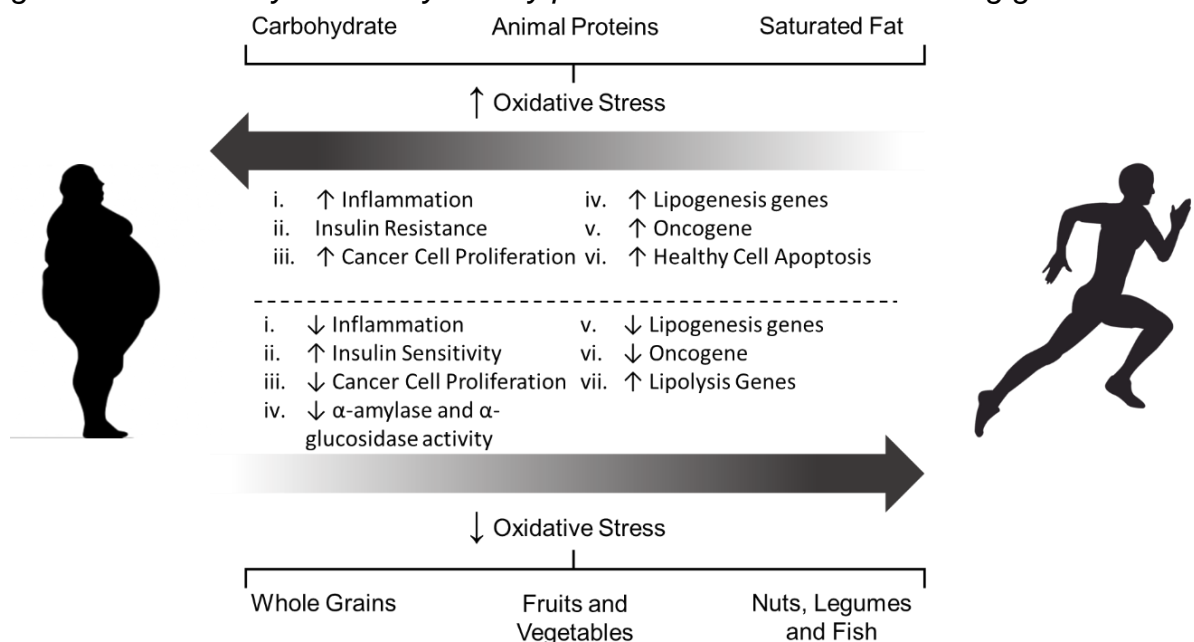 Carbohydrate Animal Proteins Saturated Fat
↑ Oxidative Stress
i. ↑ Inflammation
ii. Insulin Resistance
iii. ↑ Cancer Cell Proliferation
iv. ↑ Lipogenesis genes
v. ↑ Oncogene
vi. ↑ Healthy Cell Apoptosis
i. ↓ Inflammation
ii. ↑ Insulin Sensitivity
iii. ↓ Cancer Cell Proliferation
iv. ↓ α-amylase and α-
glucosidase activity
v. ↓ Lipogenesis genes
vi. ↓ Oncogene
vii. ↑ Lipolysis Genes
↓ Oxidative Stress
Whole Grains
Fruits and
Vegetables
Nuts, Legumes
and Fish